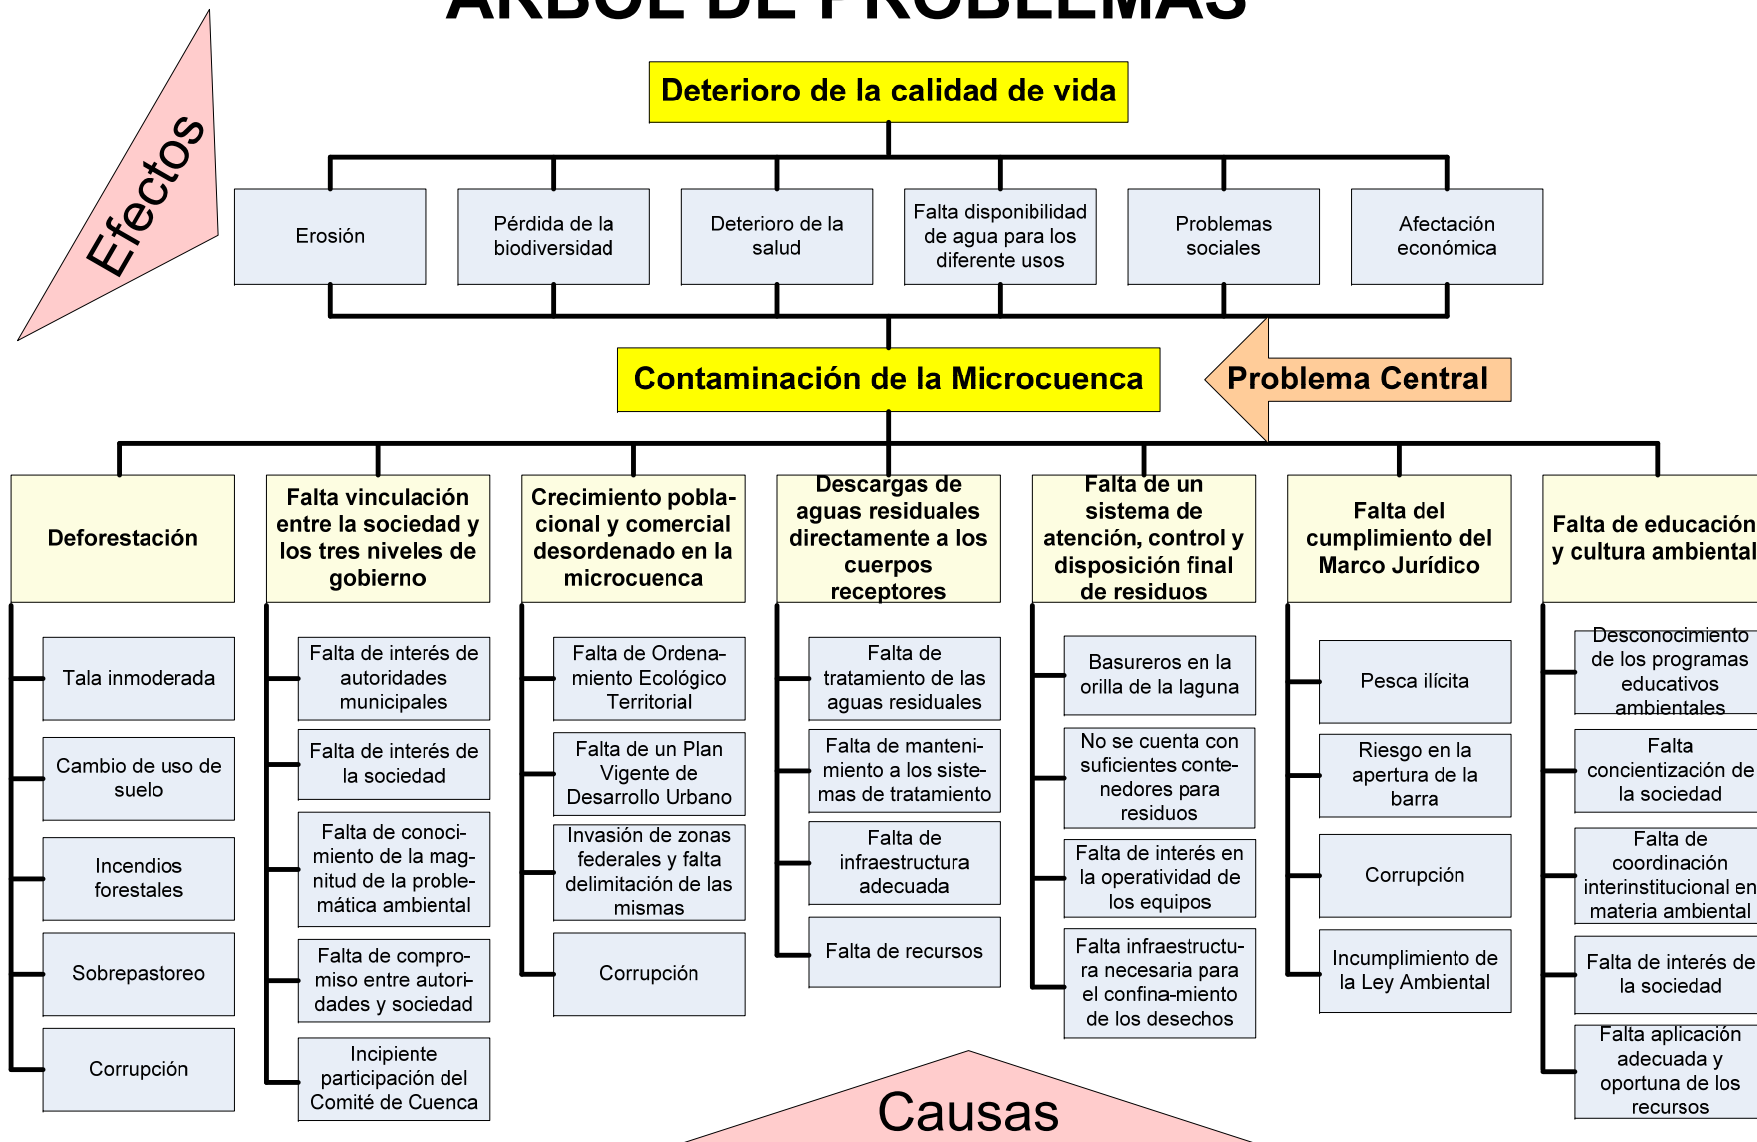 ÁRBOL DE PROBLEMAS
Efectos
Deterioro de la calidad de vida
Erosión
Pérdida de la
biodiversidad
Deterioro de la
salud
Falta disponibilidad
de agua para los
diferente usos
Problemas
sociales
Afectación
económica
Contaminación de la Microcuenca
Problema Central
Deforestación
Tala inmoderada
Cambio de uso de
suelo
Incendios
forestales
Sobrepastoreo
Corrupción
Falta vinculación
entre la sociedad y
los tres niveles de
gobierno
Falta de interés de
autoridades
municipales
Falta de interés de
la sociedad
Falta de conoci-
miento de la mag-
nitud de la proble-
mática ambiental
Falta de compro-
miso entre autori-
dades y sociedad
Incipiente
participación del
Comité de Cuenca
Crecimiento pobla-
cional y comercial
desordenado en la
microcuenca
Falta de Ordena-
miento Ecológico
Territorial
Falta de un Plan
Vigente de
Desarrollo Urbano
Invasión de zonas
federales y falta
delimitación de las
mismas
Corrupción
Descargas de
aguas residuales
directamente a los
cuerpos
receptores
Falta de
tratamiento de las
aguas residuales
Falta de manteni-
miento a los siste-
mas de tratamiento
Falta de
infraestructura
adecuada
Falta de recursos
Falta de un
sistema de
atención, control y
disposición final
de residuos
Basureros en la
orilla de la laguna
No se cuenta con
suficientes conte-
nedores para
residuos
Falta de interés en
la operatividad de
los equipos
Falta infraestructu-
ra necesaria para
el confina-miento
de los desechos
Falta del
cumplimiento del
Marco Jurídico
Pesca ilícita
Riesgo en la
apertura de la
barra
Corrupción
Incumplimiento de
la Ley Ambiental
Falta de educación
y cultura ambiental
Desconocimiento
de los programas
educativos
ambientales
Falta
concientización de
la sociedad
Falta de
coordinación
interinstitucional en
materia ambiental
Falta de interés de
la sociedad
Falta aplicación
adecuada y
oportuna de los
recursos
Causas